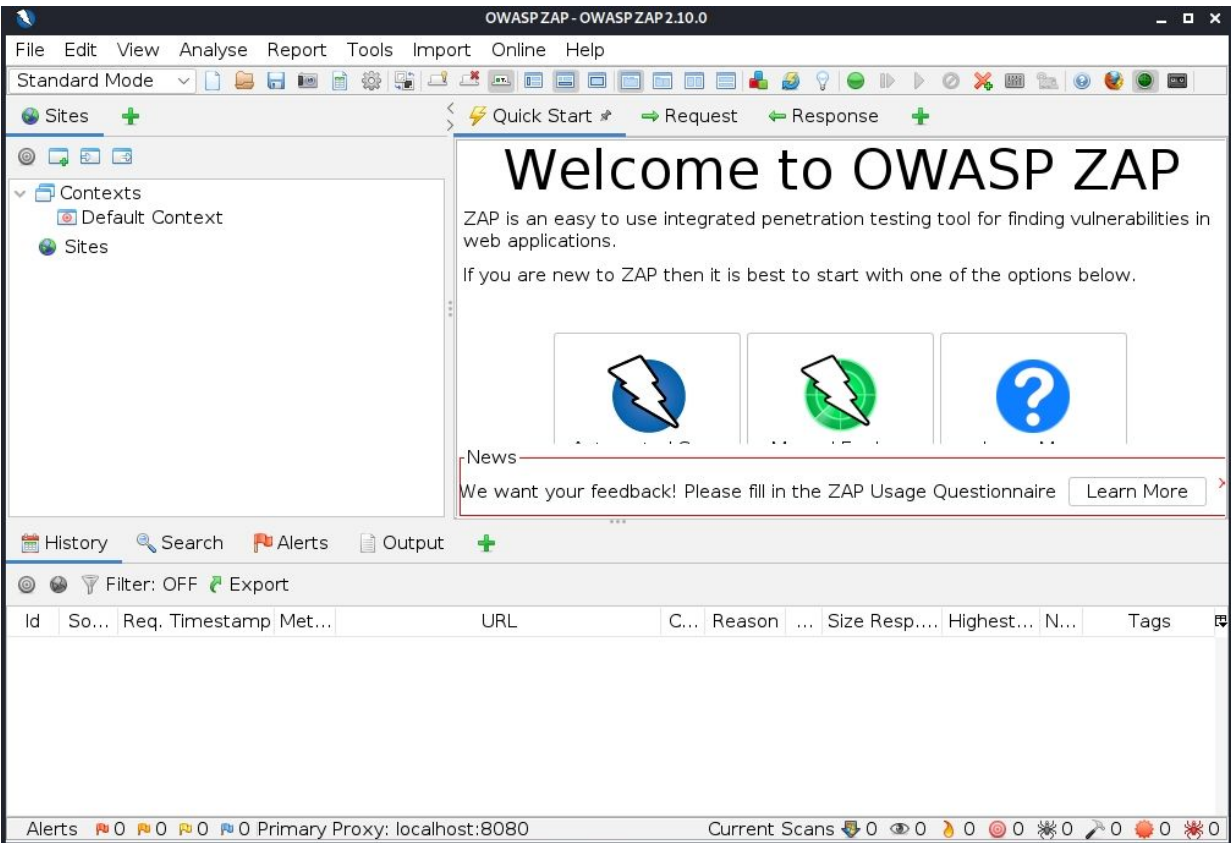 OWASP ZAP - OWASP ZAP 2.10.0
File Edit View Analyse Report Tools Import Online Help
Standard Mode
Sites
Quick Start Request Response
Welcome to OWASP ZAP
Contexts
Default Context
Sites
ZAP is an easy to use integrated penetration testing tool for finding vulnerabilities in
web applications.
If you are new to ZAP then it is best to start with one of the options below.
News
We want your feedback! Please fill in the ZAP Usage Questionnaire Learn More
History Search Alerts Output
Filter: OFF Export
Id So... Req. Timestamp Met... URL C... Reason ... Size Resp.... Highest... N... Tags
Alerts 0 0 0 0 Primary Proxy: localhost:8080 Current Scans 0 0 0 0 0 0 0 0